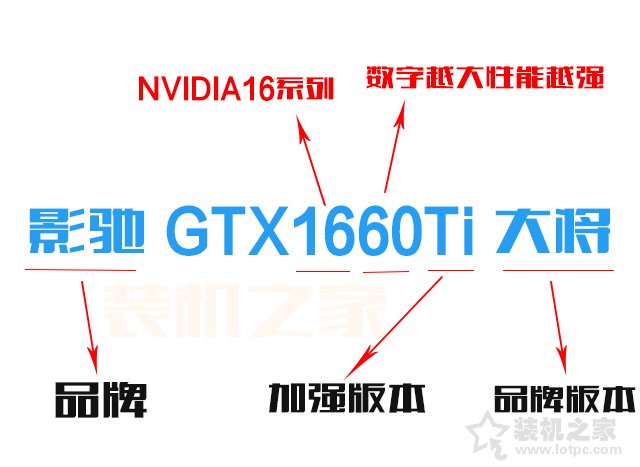 NVIDIA16系列
数字越大性能越强
影驰 GTX1660Ti 大将
装机之家
品牌
加强版本
品牌版本
装机之家
www.lotpc.com